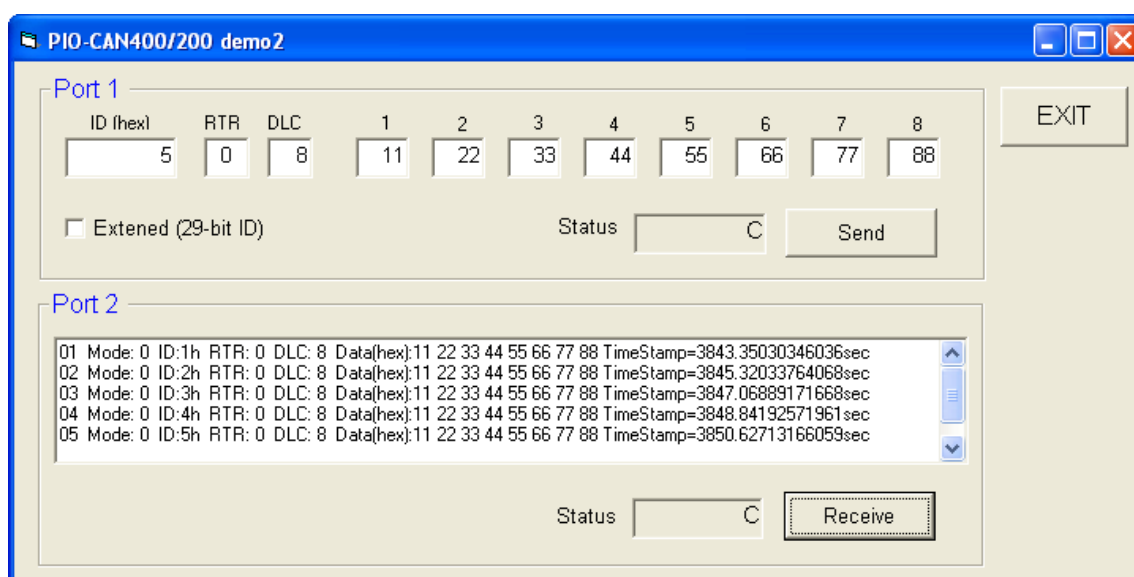 PIO-CAN400/200 demo2
Port 1
EXIT
ID (hex) RTR DLC 1 2 3 4 5 6 7 8
5 0 8 11 22 33 44 55 66 77 88
Extened (29-bit ID) Status C Send
Port 2
01 Mode: 0 ID:1h RTR: 0 DLC: 8 Data(hex):11 22 33 44 55 66 77 88 TimeStamp=3843.35030346036sec
02 Mode: 0 ID:2h RTR: 0 DLC: 8 Data(hex):11 22 33 44 55 66 77 88 TimeStamp=3845.32033764068sec
03 Mode: 0 ID:3h RTR: 0 DLC: 8 Data(hex):11 22 33 44 55 66 77 88 TimeStamp=3847.06889171668sec
04 Mode: 0 ID:4h RTR: 0 DLC: 8 Data(hex):11 22 33 44 55 66 77 88 TimeStamp=3848.84192571961sec
05 Mode: 0 ID:5h RTR: 0 DLC: 8 Data(hex):11 22 33 44 55 66 77 88 TimeStamp=3850.62713166059sec
Status C Receive